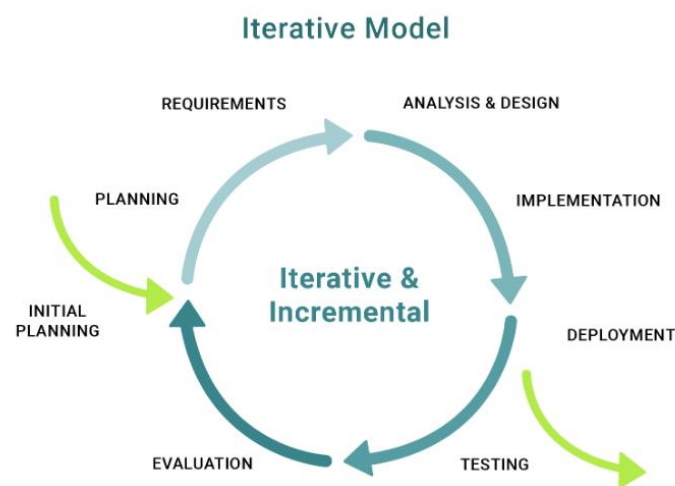 Iterative Model
REQUIREMENTS
ANALYSIS & DESIGN
PLANNING
IMPLEMENTATION
Iterative &
Incremental
INITIAL
PLANNING
DEPLOYMENT
EVALUATION
TESTING